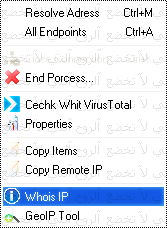 Resolve Adress Ctrl+M
All Endpoints Ctrl+A
End Porcess...
Cechk Whit VirusTotal
Properties
Copy Items
Copy Remote IP
Whois IP
GeoIP Tool